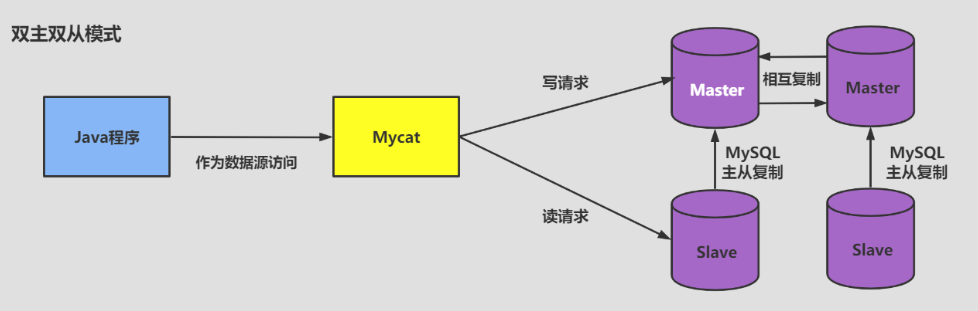 双主双从模式
Java程序
作为数据源访问
Mycat
写请求
读请求
Master
相互复制
Master
MySQL
主从复制
MySQL
主从复制
Slave
Slave